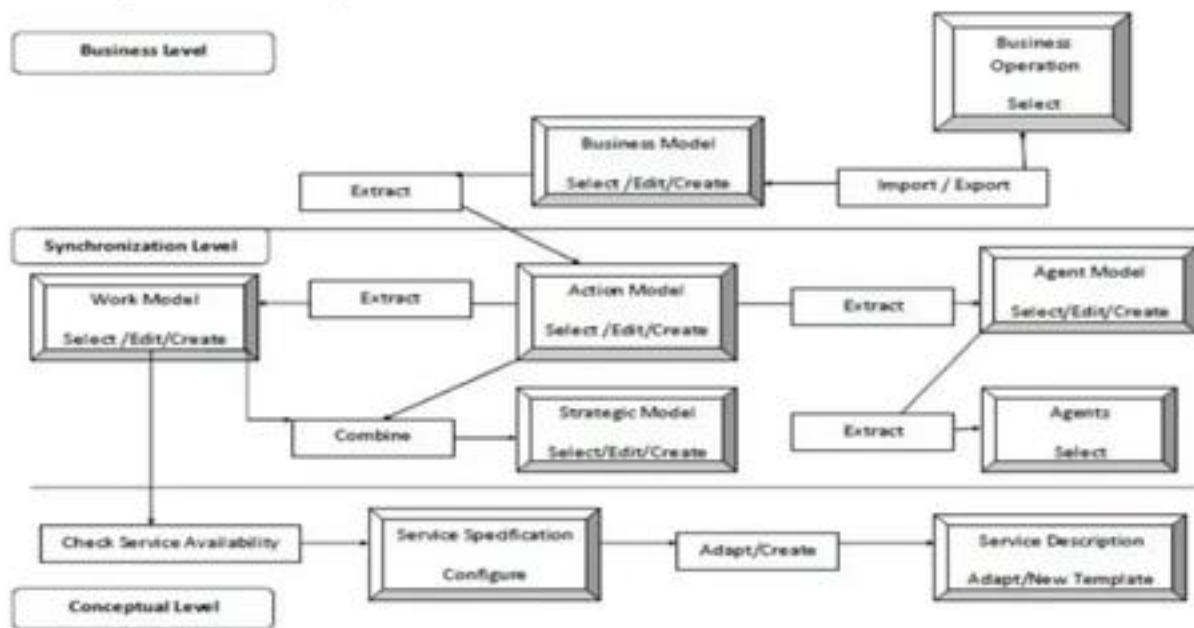 Business Level
Business
Operation
Select
Business Model
Select /Edit/Create
Import / Export
Extract
Synchronization Level
Work Model
Select /Edit/Create
Extract
Action Model
Select /Edit/Create
Extract
Agent Model
Select/Edit/Create
Combine
Strategic Model
Select/Edit/Create
Extract
Agents
Select
Check Service Availability
Service Specification
Configure
Adapt/Create
Service Description
Adapt/New Template
Conceptual Level